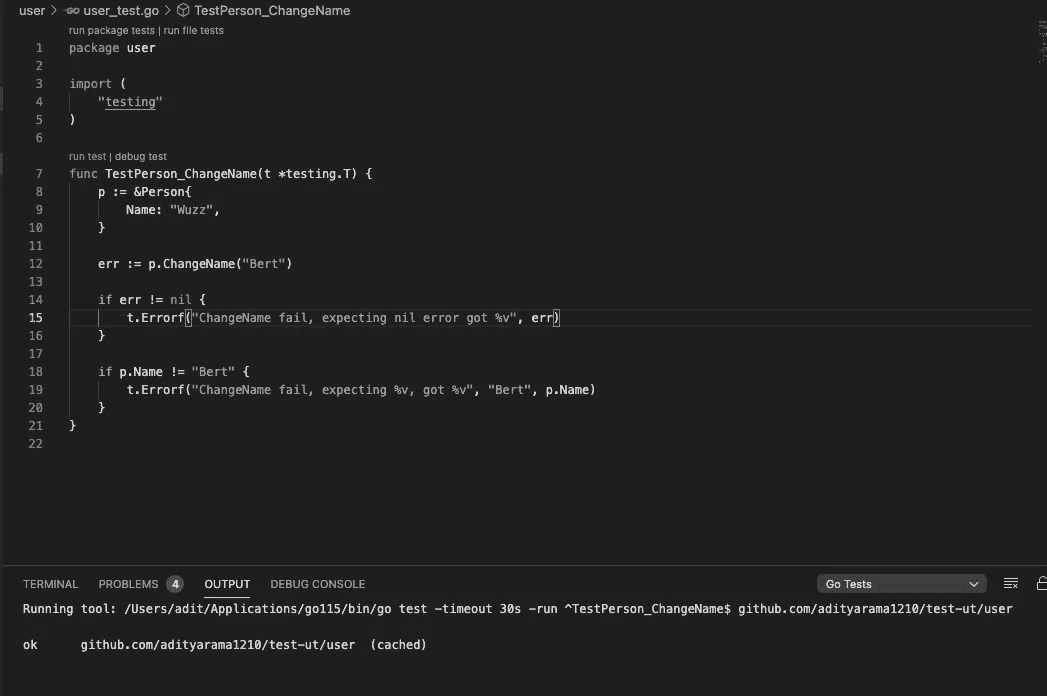 user > GO user_test.go > TestPerson_ChangeName
run package tests | run file tests
1 package user
2
3 import (
4 "testing"
5 )
6
run test | debug test
7 func TestPerson_ChangeName(t *testing.T) {
8 p := &Person{
9 Name: "Wuzz",
10 }
11
12 err := p.ChangeName("Bert")
13
14 if err != nil {
15 t.Errorf("ChangeName fail, expecting nil error got %v", err)
16 }
17
18 if p.Name != "Bert" {
19 t.Errorf("ChangeName fail, expecting %v, got %v", "Bert", p.Name)
20 }
21 }
22
TERMINAL PROBLEMS 4 OUTPUT DEBUG CONSOLE Go Tests
Running tool: /Users/adit/Applications/go115/bin/go test -timeout 30s -run ^TestPerson_ChangeName$ github.com/adityarama1210/test-ut/user
ok github.com/adityarama1210/test-ut/user (cached)